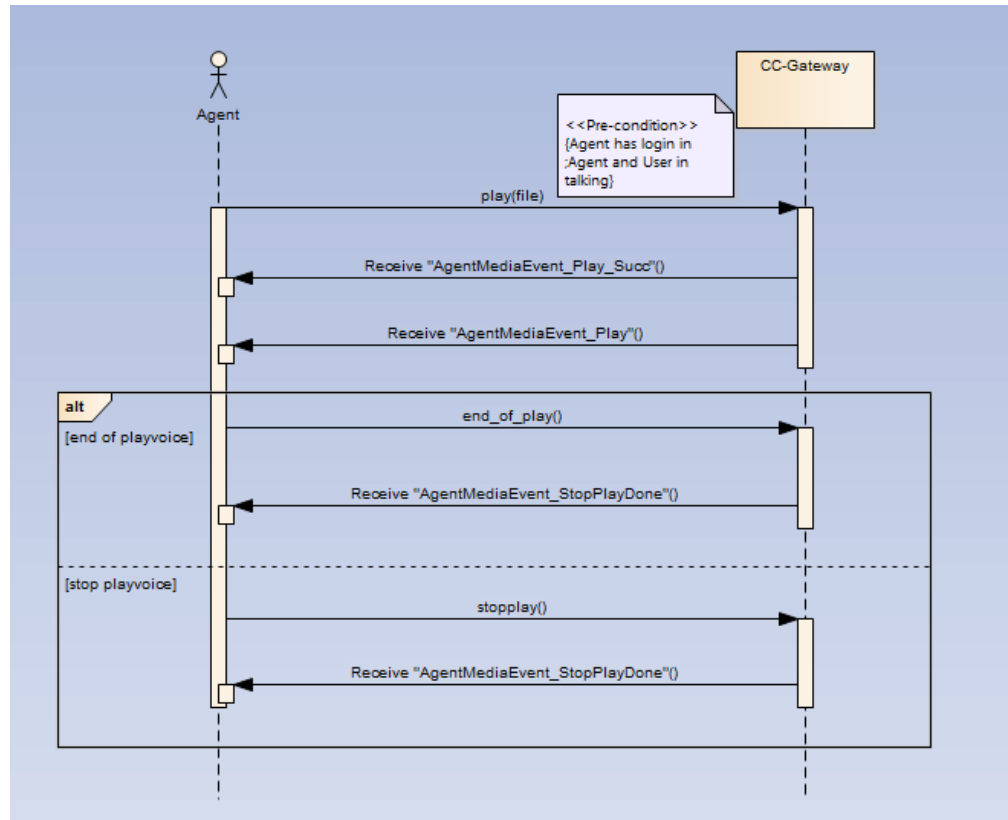 Agent
CC-Gateway
<<Pre-condition>>
{Agent has login in
;Agent and User in
talking}
play(file)
Receive "AgentMediaEvent_Play_Succ"()
Receive "AgentMediaEvent_Play"()
alt
[end of playvoice]
end_of_play()
Receive "AgentMediaEvent_StopPlayDone"()
[stop playvoice]
stopplay()
Receive "AgentMediaEvent_StopPlayDone"()